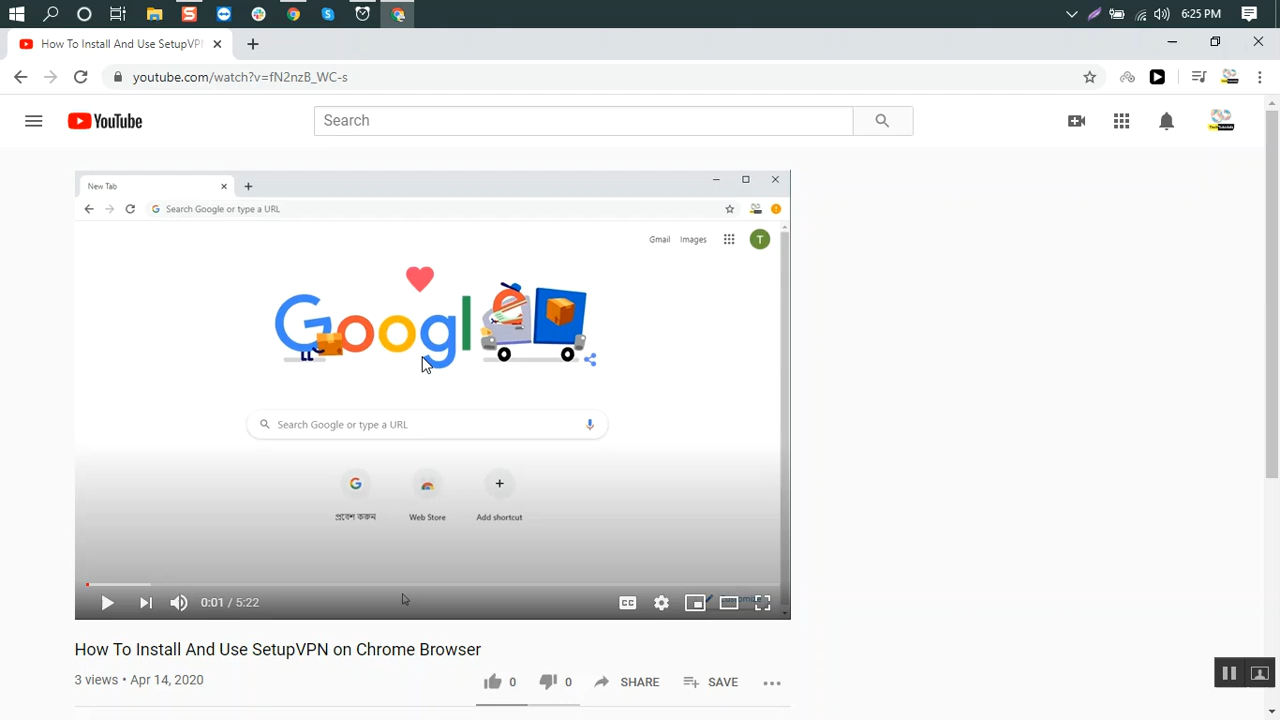 6:25 PM
How To Install And Use SetupVPN
youtube.com/watch?v=fN2nzB_WC-s
YouTube
Search
New Tab
Search Google or type a URL
Gmail Images
T
Google
Search Google or type a URL
প্রবেশ করুন Web Store Add shortcut
0:01 / 5:22
CC
How To Install And Use SetupVPN on Chrome Browser
3 views • Apr 14, 2020
0 0 SHARE SAVE